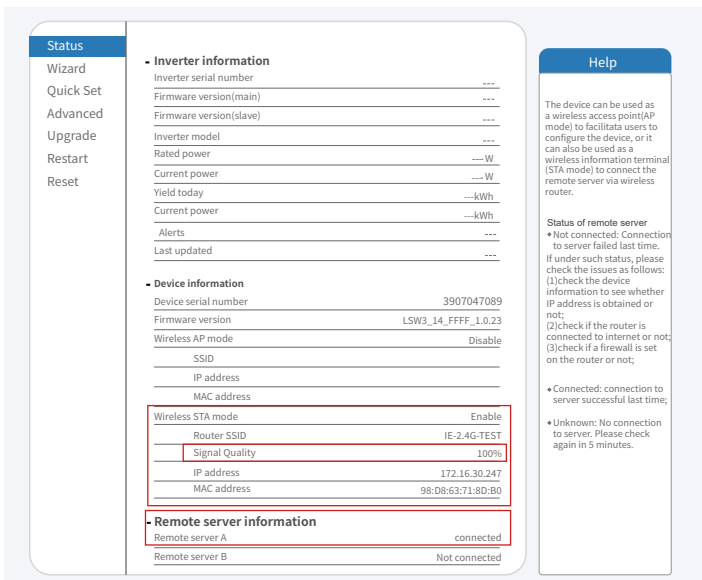 Status
Wizard
Quick Set
Advanced
Upgrade
Restart
Reset
- Inverter information
Inverter serial number ---
Firmware version(main) ---
Firmware version(slave) ---
Inverter model ---
Rated power --- W
Current power --- W
Yield today ---kWh
Current power ---kWh
Alerts ---
Last updated ---
- Device information
Device serial number 3907047089
Firmware version LSW3_14_FFFF_1.0.23
Wireless AP mode Disable
SSID
IP address
MAC address
Wireless STA mode Enable
Router SSID IE-2.4G-TEST
Signal Quality 100%
IP address 172.16.30.247
MAC address 98:D8:63:71:8D:B0
- Remote server information
Remote server A connected
Remote server B Not connected
Help
The device can be used as
a wireless access point(AP
mode) to facilitata users to
configure the device, or it
can also be used as a
wireless information terminal
(STA mode) to connect the
remote server via wireless
router.
Status of remote server
◆Not connected: Connection
to server failed last time.
If under such status, please
check the issues as follows:
(1)check the device
information to see whether
IP address is obtained or
not;
(2)check if the router is
connected to internet or not;
(3)check if a firewall is set
on the router or not;
◆Connected: connection to
server successful last time;
◆Unknown: No connection
to server. Please check
again in 5 minutes.